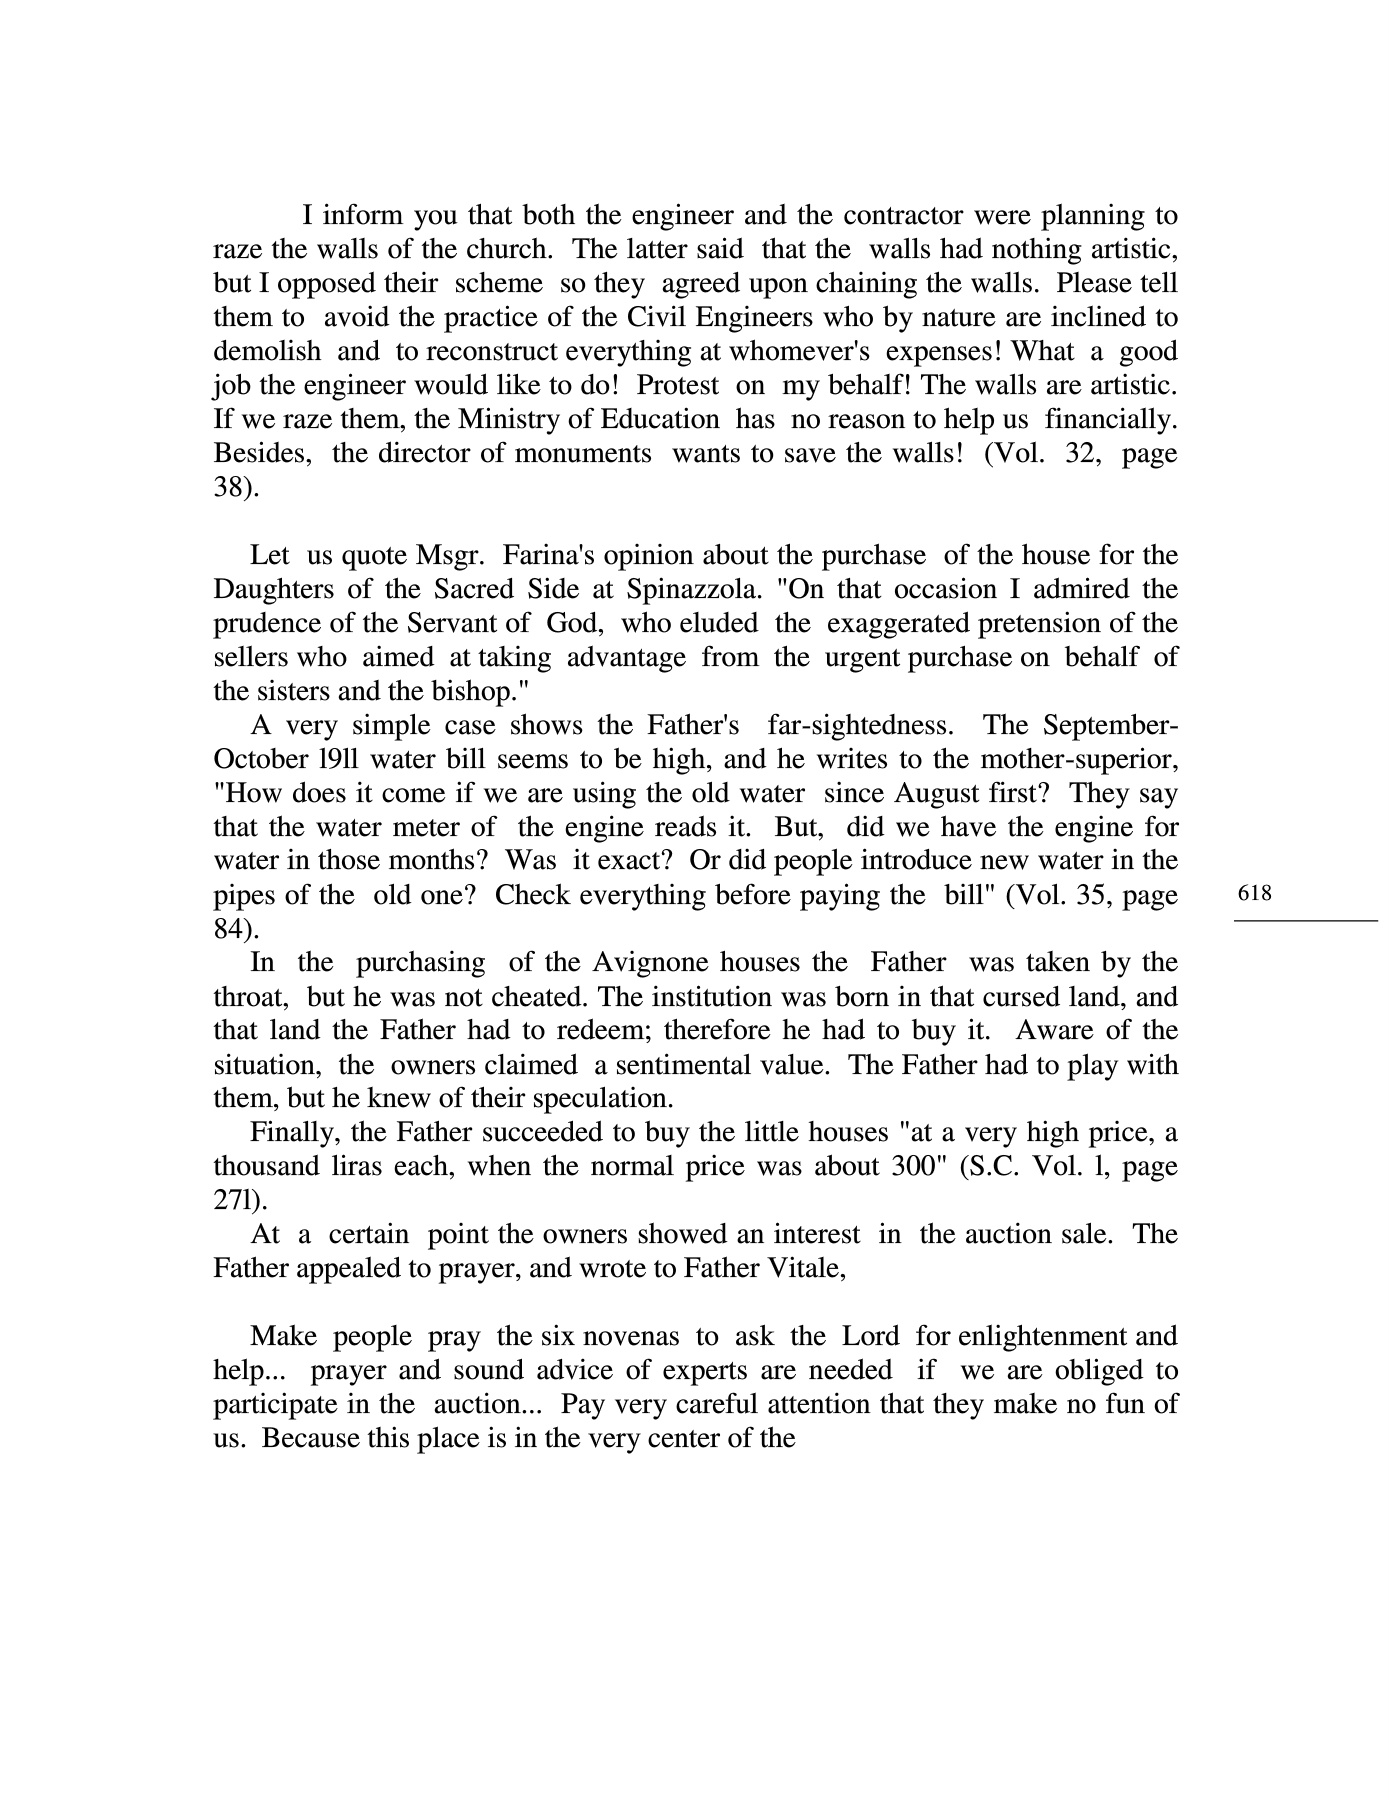 I inform you that both the engineer and the contractor were planning to
raze the walls of the church. The latter said that the walls had nothing artistic,
but I opposed their scheme so they agreed upon chaining the walls. Please tell
them to avoid the practice of the Civil Engineers who by nature are inclined to
demolish and to reconstruct everything at whomever's expenses! What a good
job the engineer would like to do! Protest on my behalf! The walls are artistic.
If we raze them, the Ministry of Education has no reason to help us financially.
Besides, the director of monuments wants to save the walls! (Vol. 32, page
38).
Let us quote Msgr. Farina's opinion about the purchase of the house for the
Daughters of the Sacred Side at Spinazzola. "On that occasion I admired the
prudence of the Servant of God, who eluded the exaggerated pretension of the
sellers who aimed at taking advantage from the urgent purchase on behalf of
the sisters and the bishop."
A very simple case shows the Father's far-sightedness. The September-
October l9ll water bill seems to be high, and he writes to the mother-superior,
"How does it come if we are using the old water since August first? They say
that the water meter of the engine reads it. But, did we have the engine for
water in those months? Was it exact? Or did people introduce new water in the
pipes of the old one? Check everything before paying the bill" (Vol. 35, page
84).
In the purchasing of the Avignone houses the Father was taken by the
throat, but he was not cheated. The institution was born in that cursed land, and
that land the Father had to redeem; therefore he had to buy it. Aware of the
situation, the owners claimed a sentimental value. The Father had to play with
them, but he knew of their speculation.
Finally, the Father succeeded to buy the little houses "at a very high price, a
thousand liras each, when the normal price was about 300" (S.C. Vol. l, page
27l).
At a certain point the owners showed an interest in the auction sale. The
Father appealed to prayer, and wrote to Father Vitale,
Make people pray the six novenas to ask the Lord for enlightenment and
help... prayer and sound advice of experts are needed if we are obliged to
participate in the auction... Pay very careful attention that they make no fun of
us. Because this place is in the very center of the
618